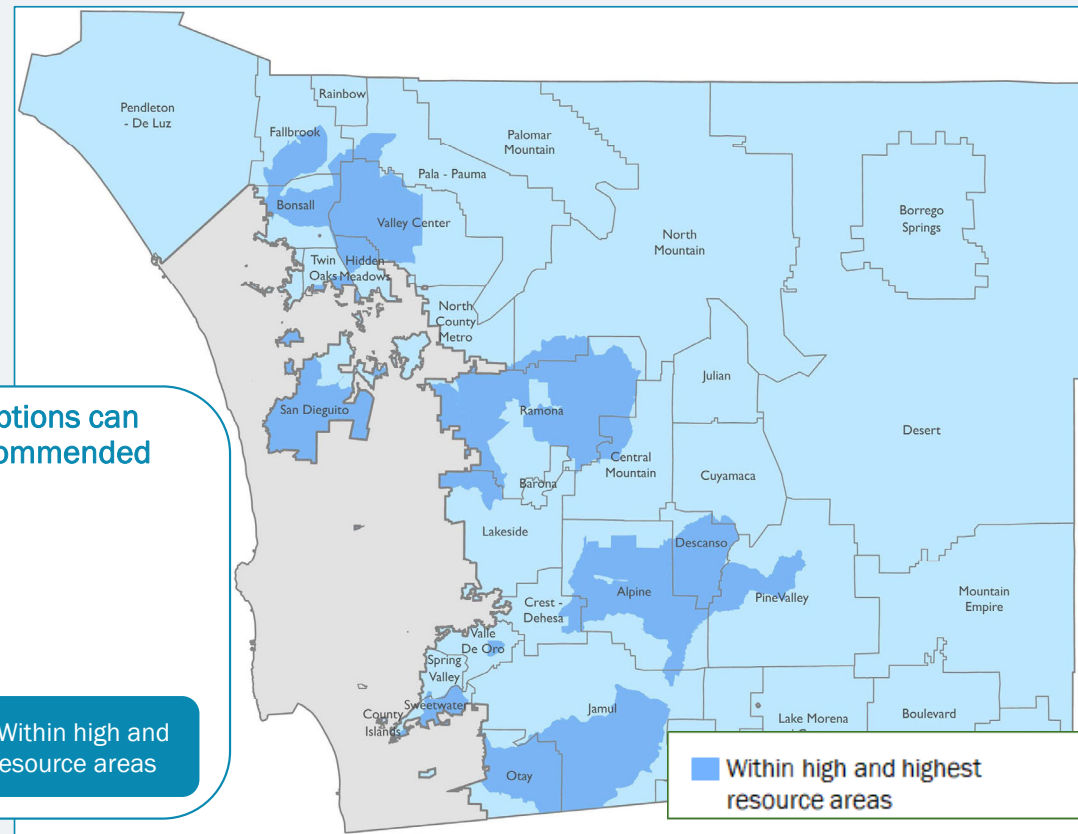 Rainbow
Pendleton
- De Luz
Fallbrook
Palomar
Mountain
Pala - Pauma
Bonsall
Valley Center
Borrego
Springs
North
Mountain
Twin
Oaks
Hidden
Meadows
North
County
Metro
Julian
San Dieguito
Ramona
Desert
Central
Mountain
Cuyamaca
Barona
Lakeside
Descanso
Alpine
PineValley
Mountain
Empire
Crest -
Dehesa
Valle
De Oro
Spring
Valley
Sweetwater
County
Islands
Jamul
Lake Morena
Boulevard
Otay
ptions can
ommended
Within high and
esource areas
Within high and highest
resource areas